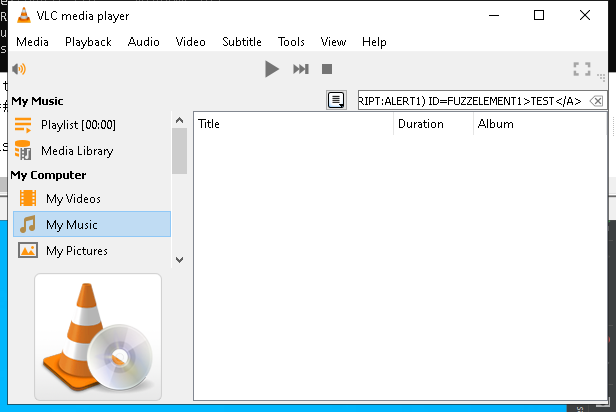 VLC media player
Media Playback Audio Video Subtitle Tools View Help
My Music
RIPT:ALERT1) ID=FUZZELEMENT1>TEST</A>
Playlist [00:00]
Media Library
My Computer
My Videos
My Music
My Pictures
Title Duration Album